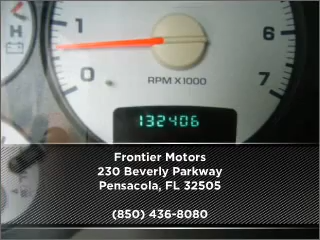 H
1
6
0
7
RPM X 1000
132406
Frontier Motors
230 Beverly Parkway
Pensacola, FL 32505
(850) 436-8080